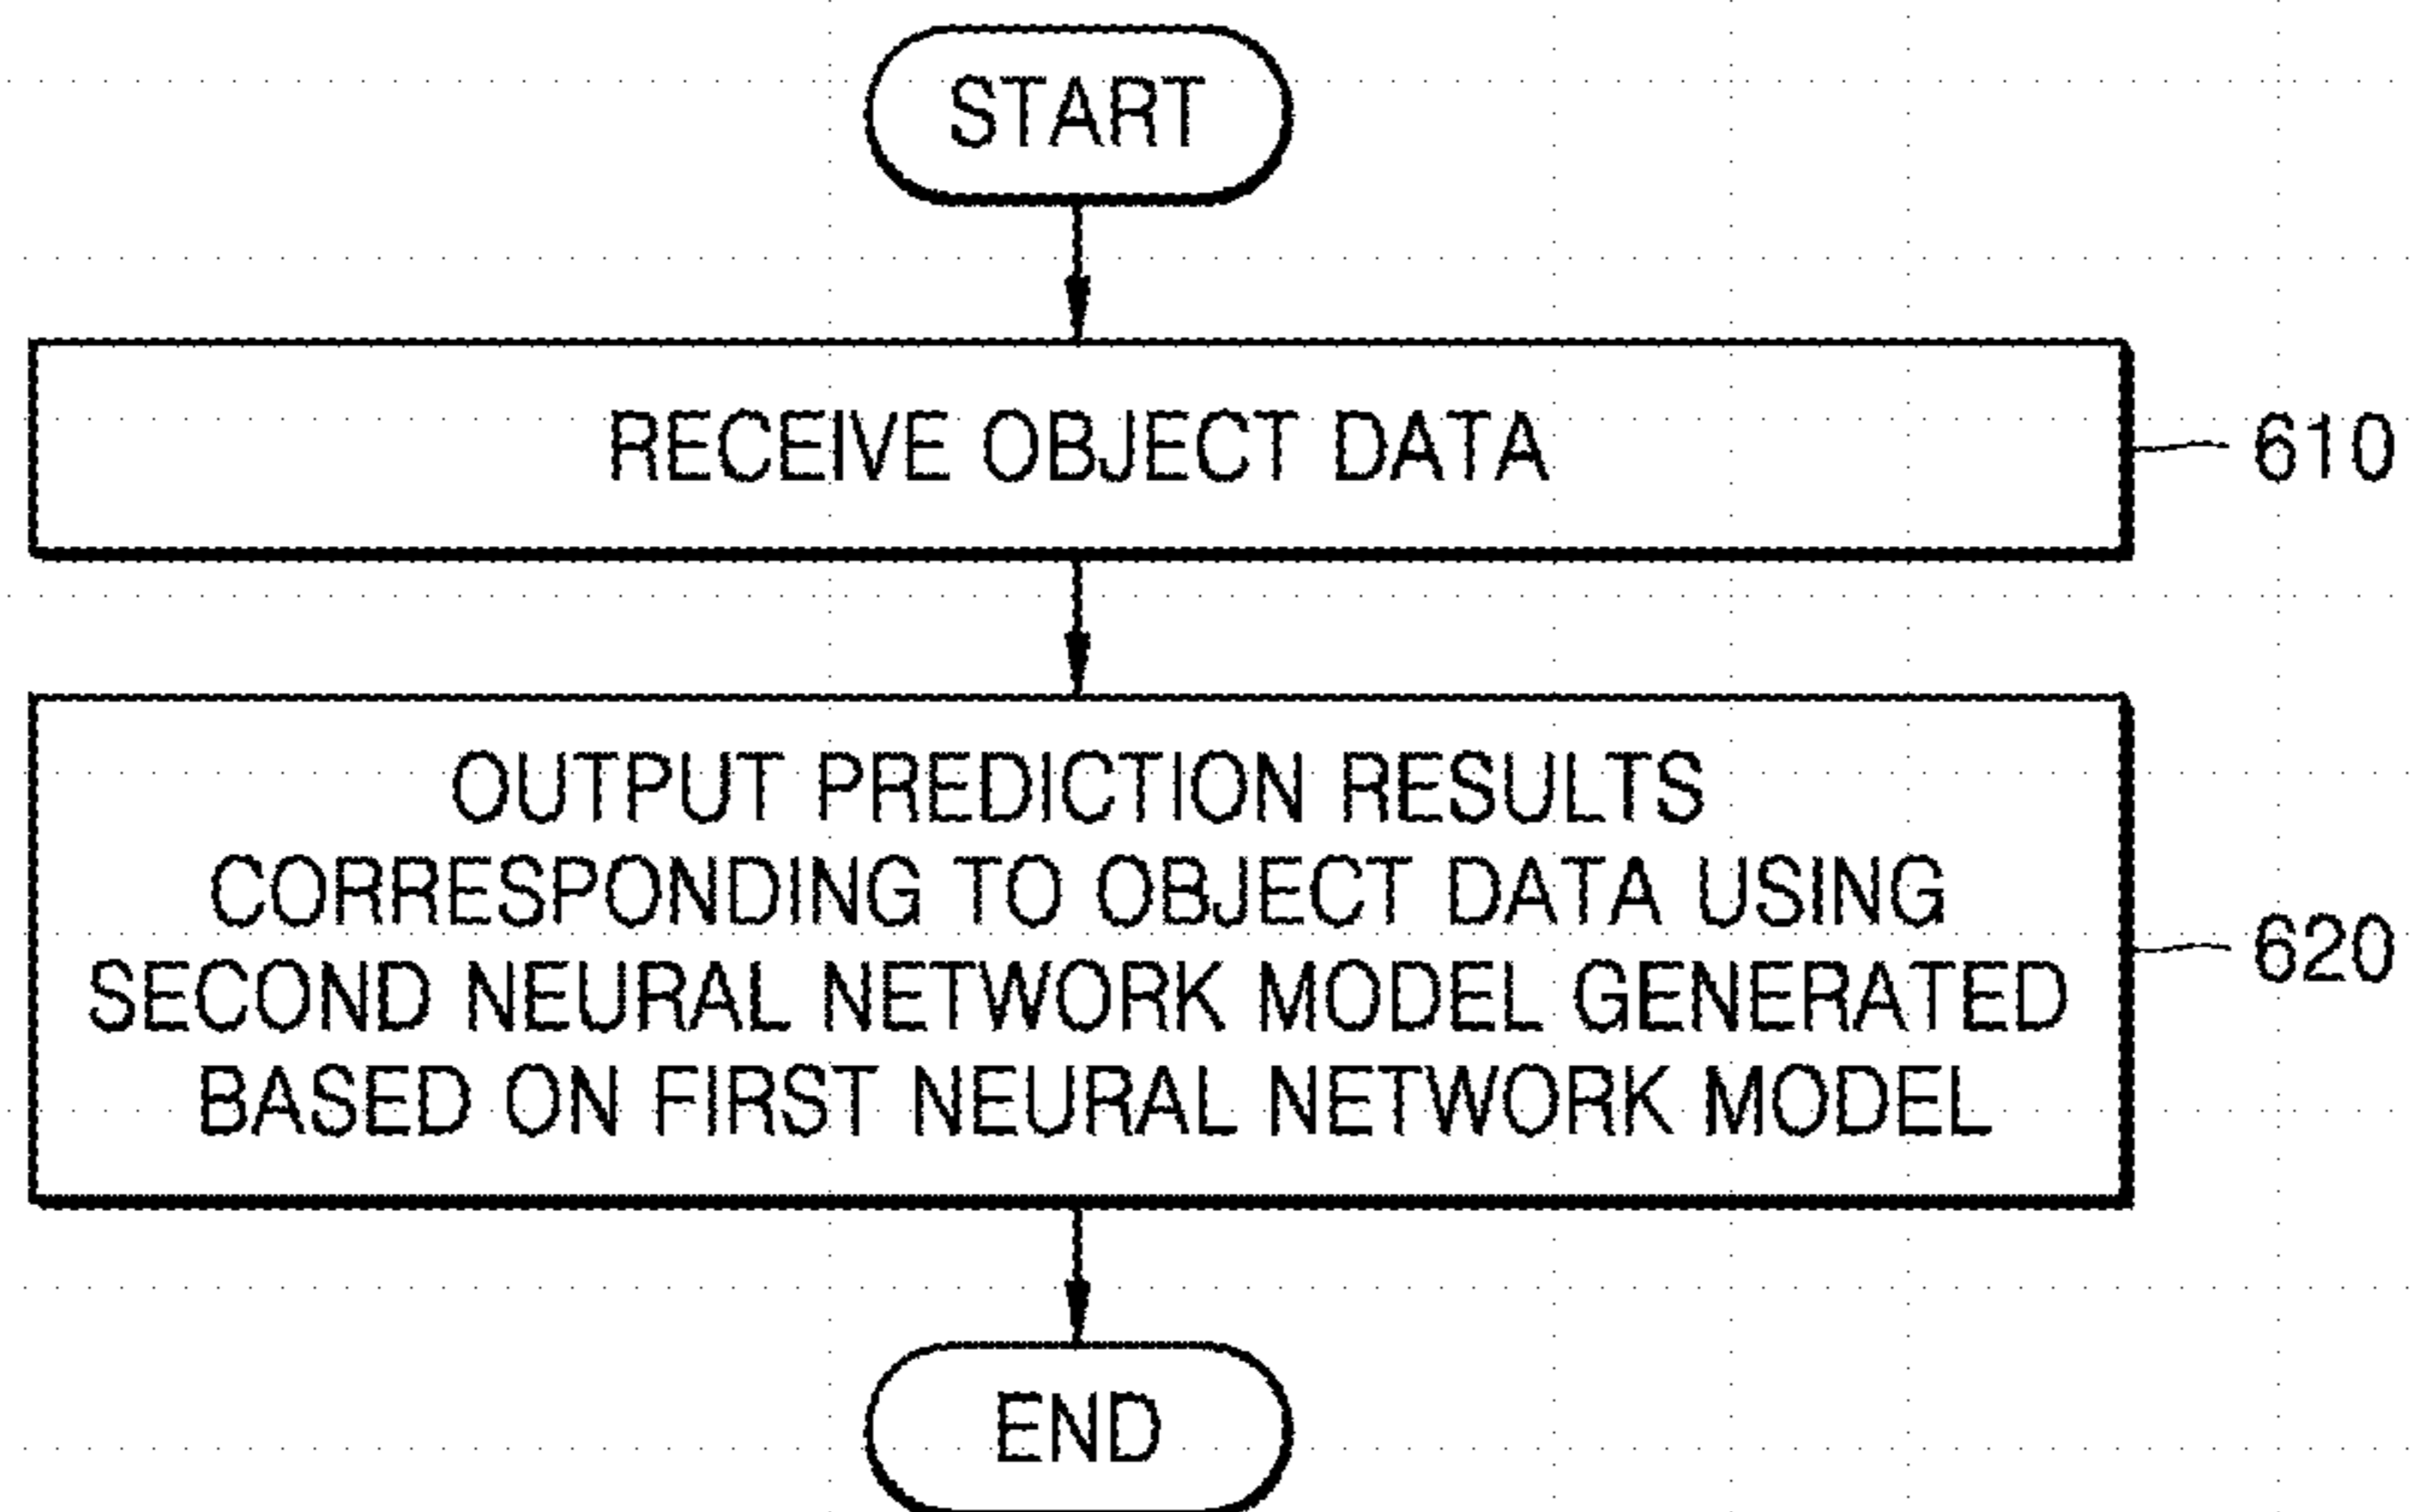 START
RECEIVE OBJECT DATA
610
OUTPUT PREDICTION RESULTS
CORRESPONDING TO OBJECT DATA USING
SECOND NEURAL NETWORK MODEL GENERATED
BASED ON FIRST NEURAL NETWORK MODEL
620
END